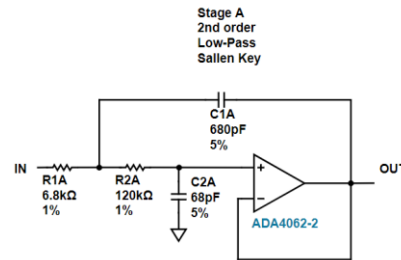 Stage A
2nd order
Low-Pass
Sallen Key
C1A
680pF
5%
IN
R1A
6.8kΩ
1%
R2A
120kΩ
1%
C2A
68pF
5%
+
−
ADA4062-2
OUT